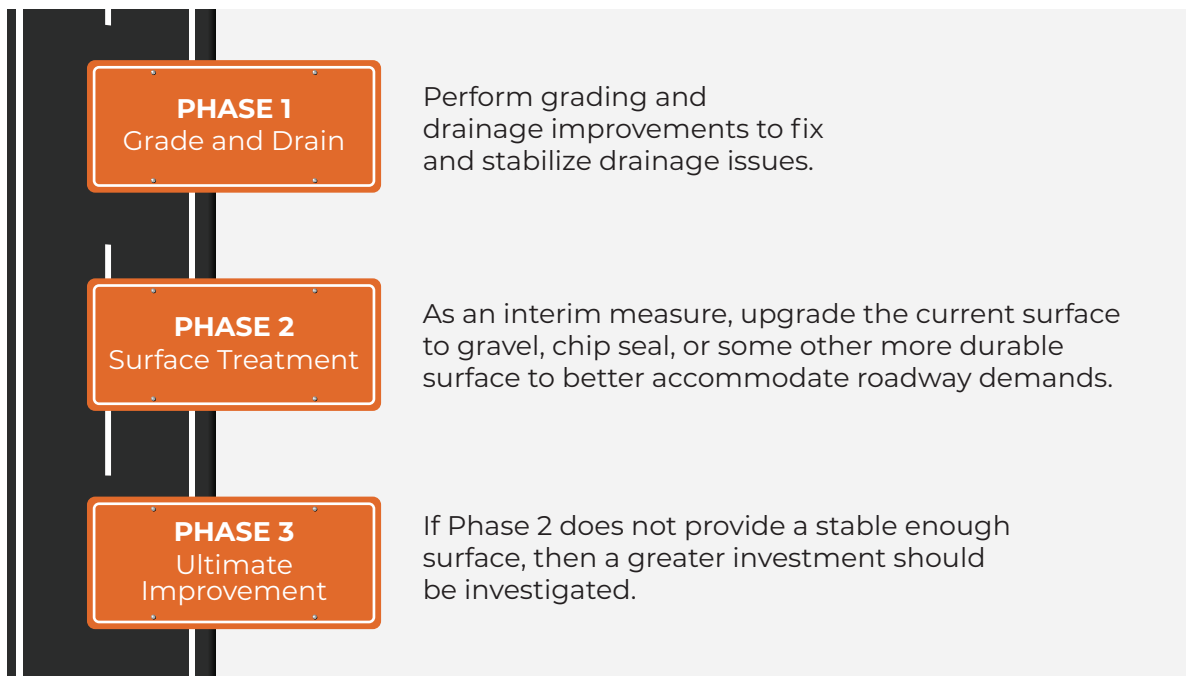 PHASE 1
Grade and Drain
Perform grading and
drainage improvements to fix
and stabilize drainage issues.
PHASE 2
Surface Treatment
As an interim measure, upgrade the current surface
to gravel, chip seal, or some other more durable
surface to better accommodate roadway demands.
PHASE 3
Ultimate
Improvement
If Phase 2 does not provide a stable enough
surface, then a greater investment should
be investigated.